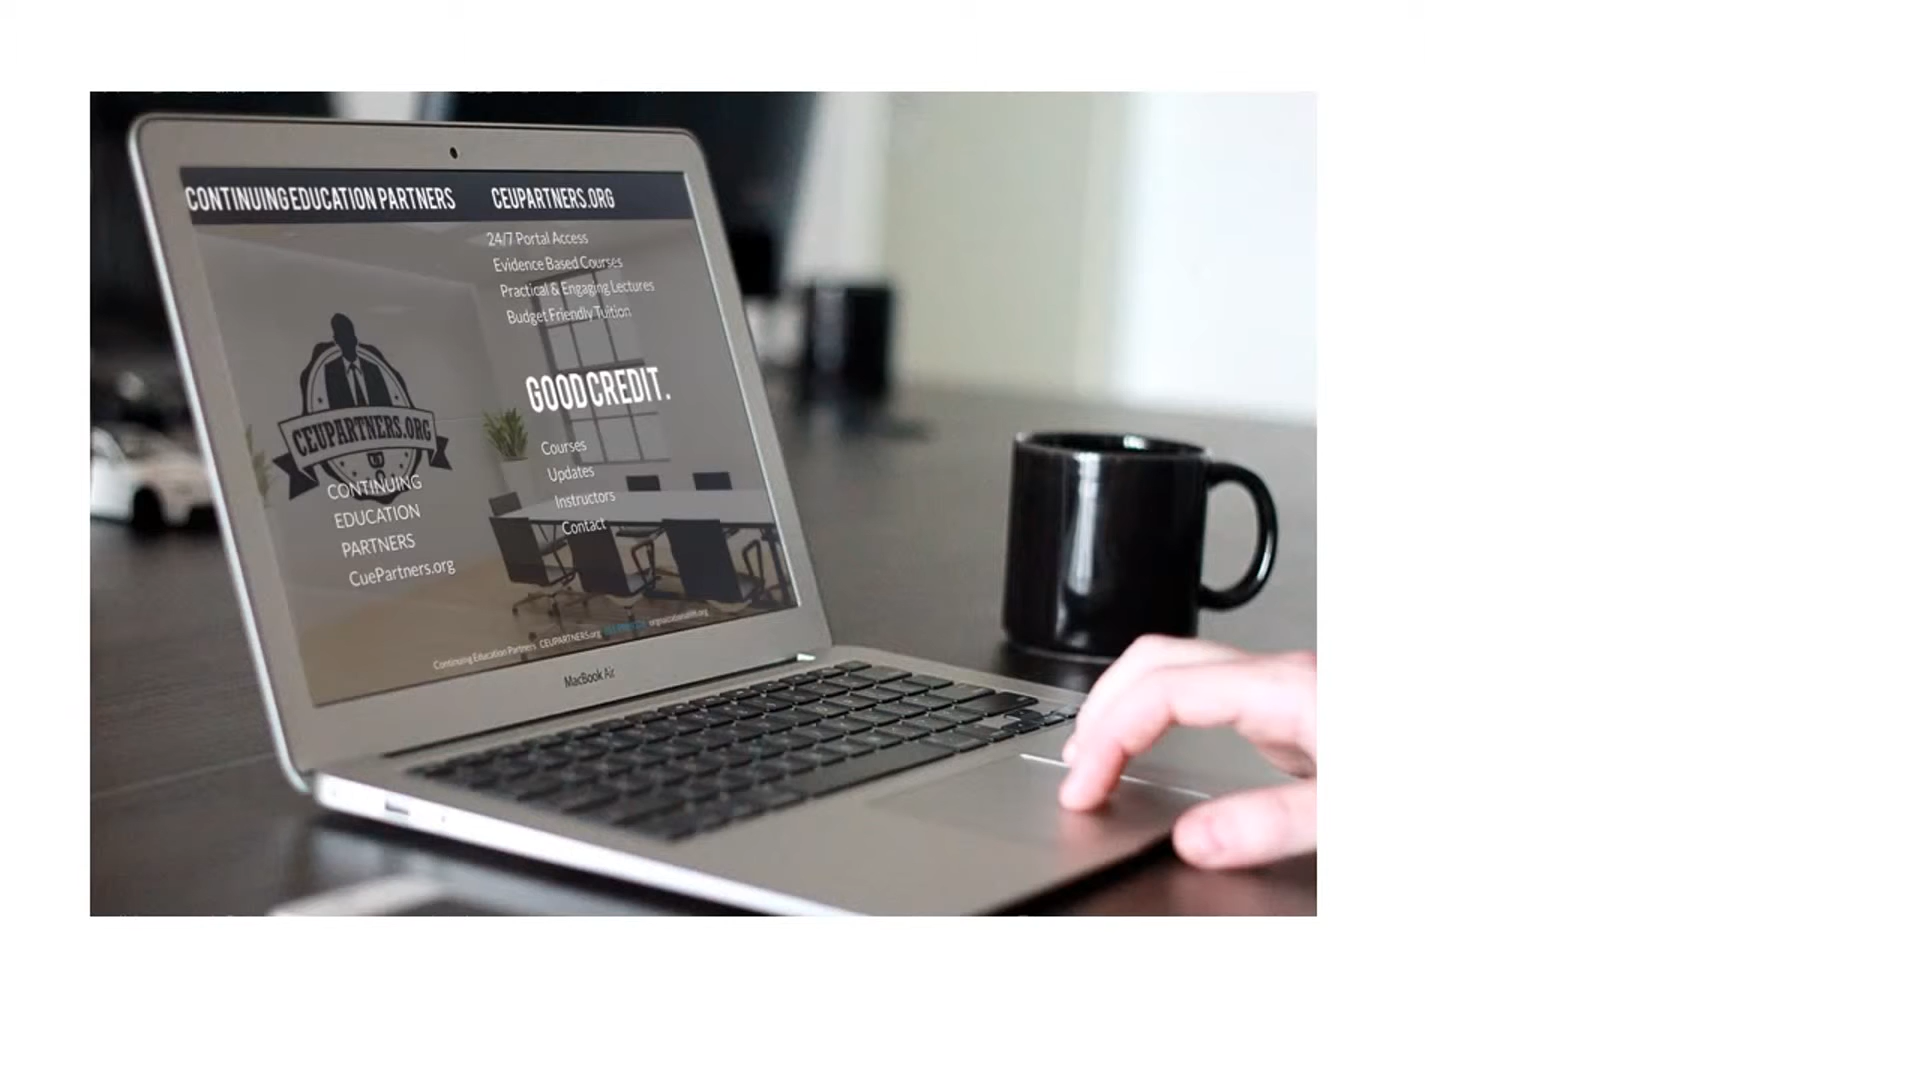 CONTINUING EDUCATION PARTNERS CEUPARTNERS.ORG
24/7 Portal Access
Evidence Based Courses
Practical & Engaging Lectures
Budget Friendly Tuition
CEUPARTNERS.ORG
CONTINUING
EDUCATION
PARTNERS
CuePartners.org
GOOD CREDIT.
Courses
Updates
Instructors
Contact
Continuing Education Partners CEUPARTNERS.org
MacBook Air